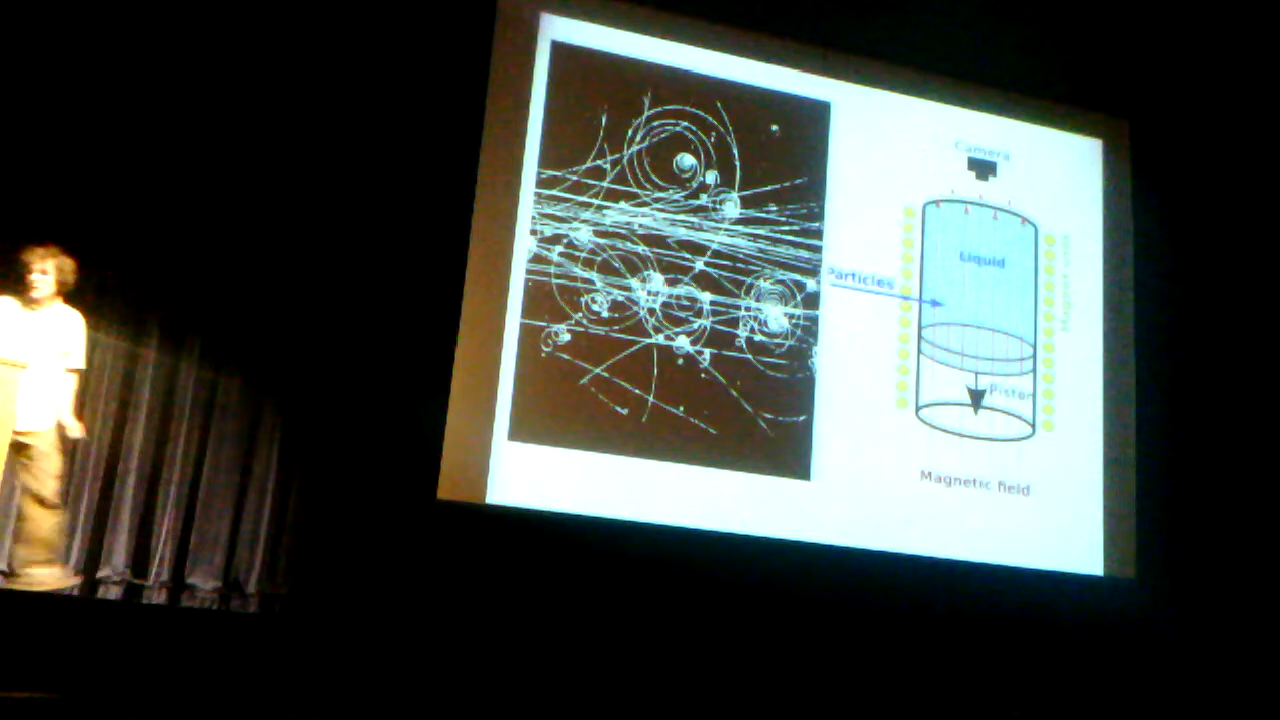 Camera
Liquid
Particles
Piston
Magnetic field